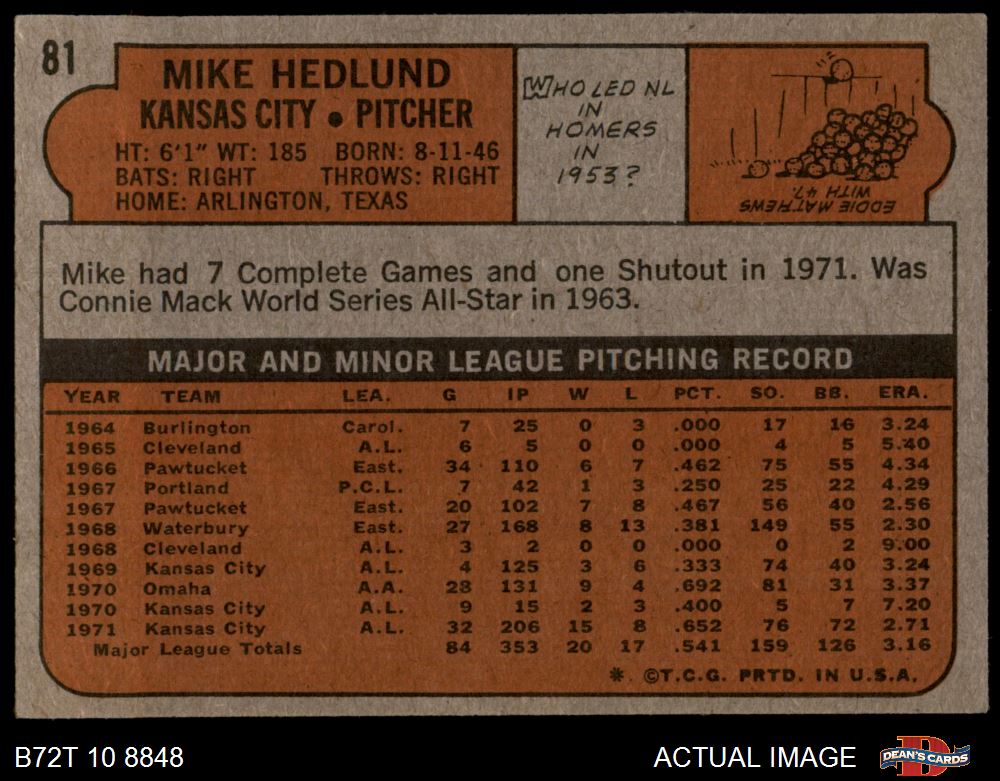 81
MIKE HEDLUND
KANSAS CITY • PITCHER
HT: 6'1" WT: 185 BORN: 8-11-46
BATS: RIGHT THROWS: RIGHT
HOME: ARLINGTON, TEXAS
WHO LED NL
IN
HOMERS
IN
1953?
EDDIE MATHEWS
WITH 47.
Mike had 7 Complete Games and one Shutout in 1971. Was
Connie Mack World Series All-Star in 1963.
MAJOR AND MINOR LEAGUE PITCHING RECORD
YEAR TEAM LEA. G IP W L PCT. SO. BB. ERA.
1964 Burlington Carol. 7 25 0 3 .000 17 16 3.24
1965 Cleveland A.L. 6 5 0 0 .000 4 5 5.40
1966 Pawtucket East. 34 110 6 7 .462 75 55 4.34
1967 Portland P.C.L. 7 42 1 3 .250 25 22 4.29
1967 Pawtucket East. 20 102 7 8 .467 56 40 2.56
1968 Waterbury East. 27 168 8 13 .381 149 55 2.30
1968 Cleveland A.L. 3 2 0 0 .000 0 2 9.00
1969 Kansas City A.L. 4 125 3 6 .333 74 40 3.24
1970 Omaha A.A. 28 131 9 4 .692 81 31 3.37
1970 Kansas City A.L. 9 15 2 3 .400 5 7 7.20
1971 Kansas City A.L. 32 206 15 8 .652 76 72 2.71
Major League Totals 84 353 20 17 .541 159 126 3.16
*. ©T.C.G. PRTD. IN U.S.A.
B72T 10 8848 ACTUAL IMAGE DEAN'S CARDS